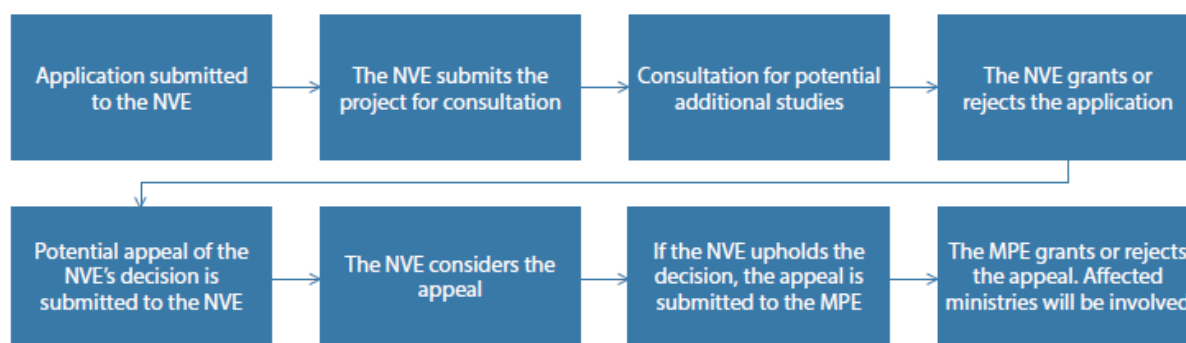 Application submitted
to the NVE
The NVE submits the
project for consultation
Consultation for potential
additional studies
The NVE grants or
rejects the application
Potential appeal of the
NVE's decision is
submitted to the NVE
The NVE considers the
appeal
If the NVE upholds the
decision, the appeal is
submitted to the MPE
The MPE grants or rejects
the appeal. Affected
ministries will be involved